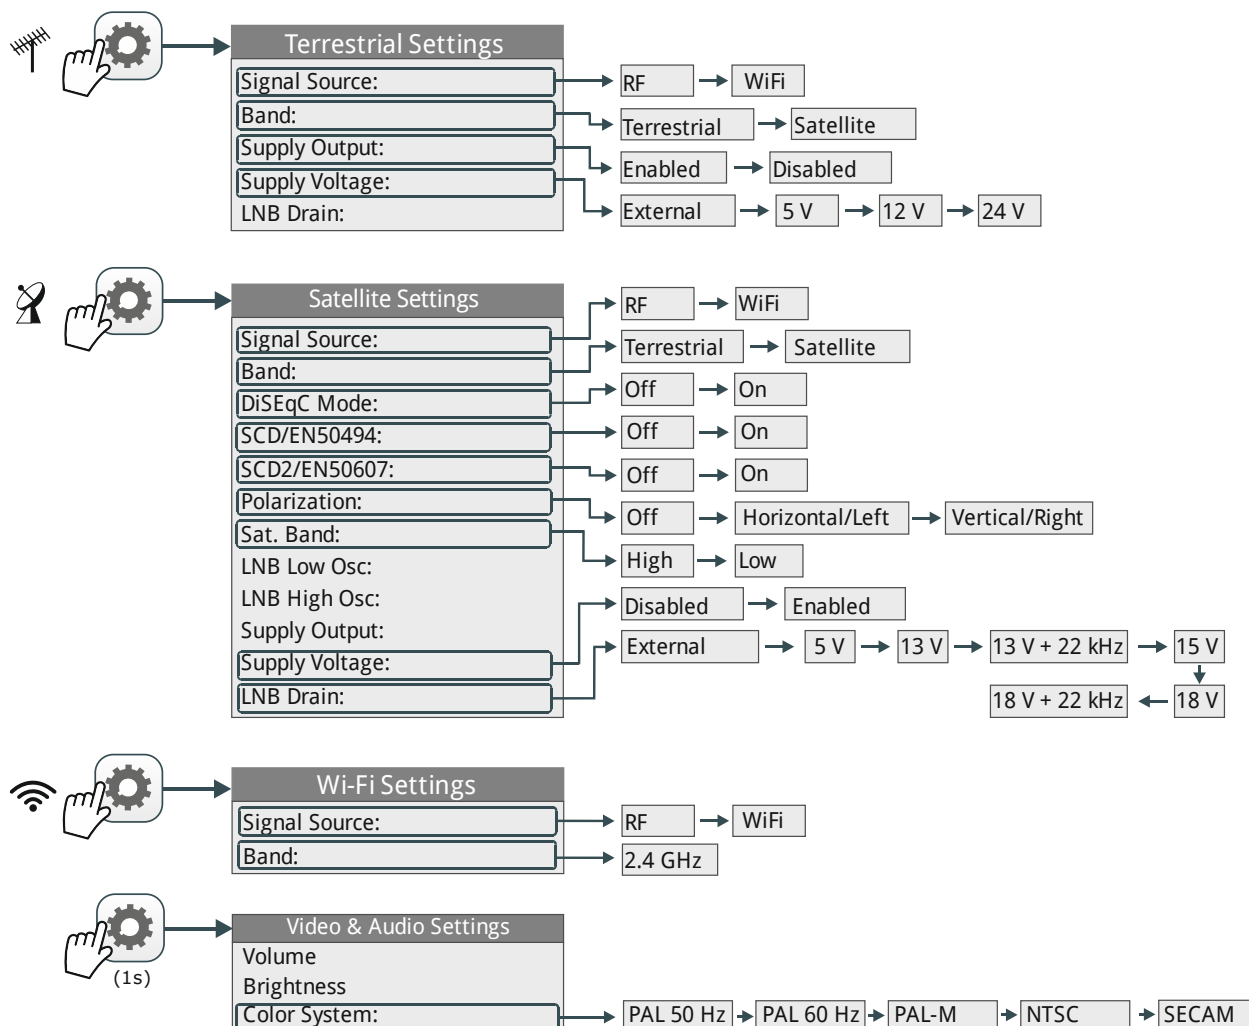 Terrestrial Settings
Signal Source:
RF
WiFi
Band:
Terrestrial
Satellite
Supply Output:
Enabled
Disabled
Supply Voltage:
External
5 V
12 V
24 V
LNB Drain:
Satellite Settings
Signal Source:
RF
WiFi
Band:
Terrestrial
Satellite
DiSEqC Mode:
Off
On
SCD/EN50494:
Off
On
SCD2/EN50607:
Off
On
Polarization:
Off
Horizontal/Left
Vertical/Right
Sat. Band:
High
Low
LNB Low Osc:
LNB High Osc:
Supply Output:
Supply Voltage:
Disabled
Enabled
LNB Drain:
External
5 V
13 V
13 V + 22 kHz
15 V
18 V
18 V + 22 kHz
Wi-Fi Settings
Signal Source:
RF
WiFi
Band:
2.4 GHz
(1s)
Video & Audio Settings
Volume
Brightness
Color System:
PAL 50 Hz
PAL 60 Hz
PAL-M
NTSC
SECAM